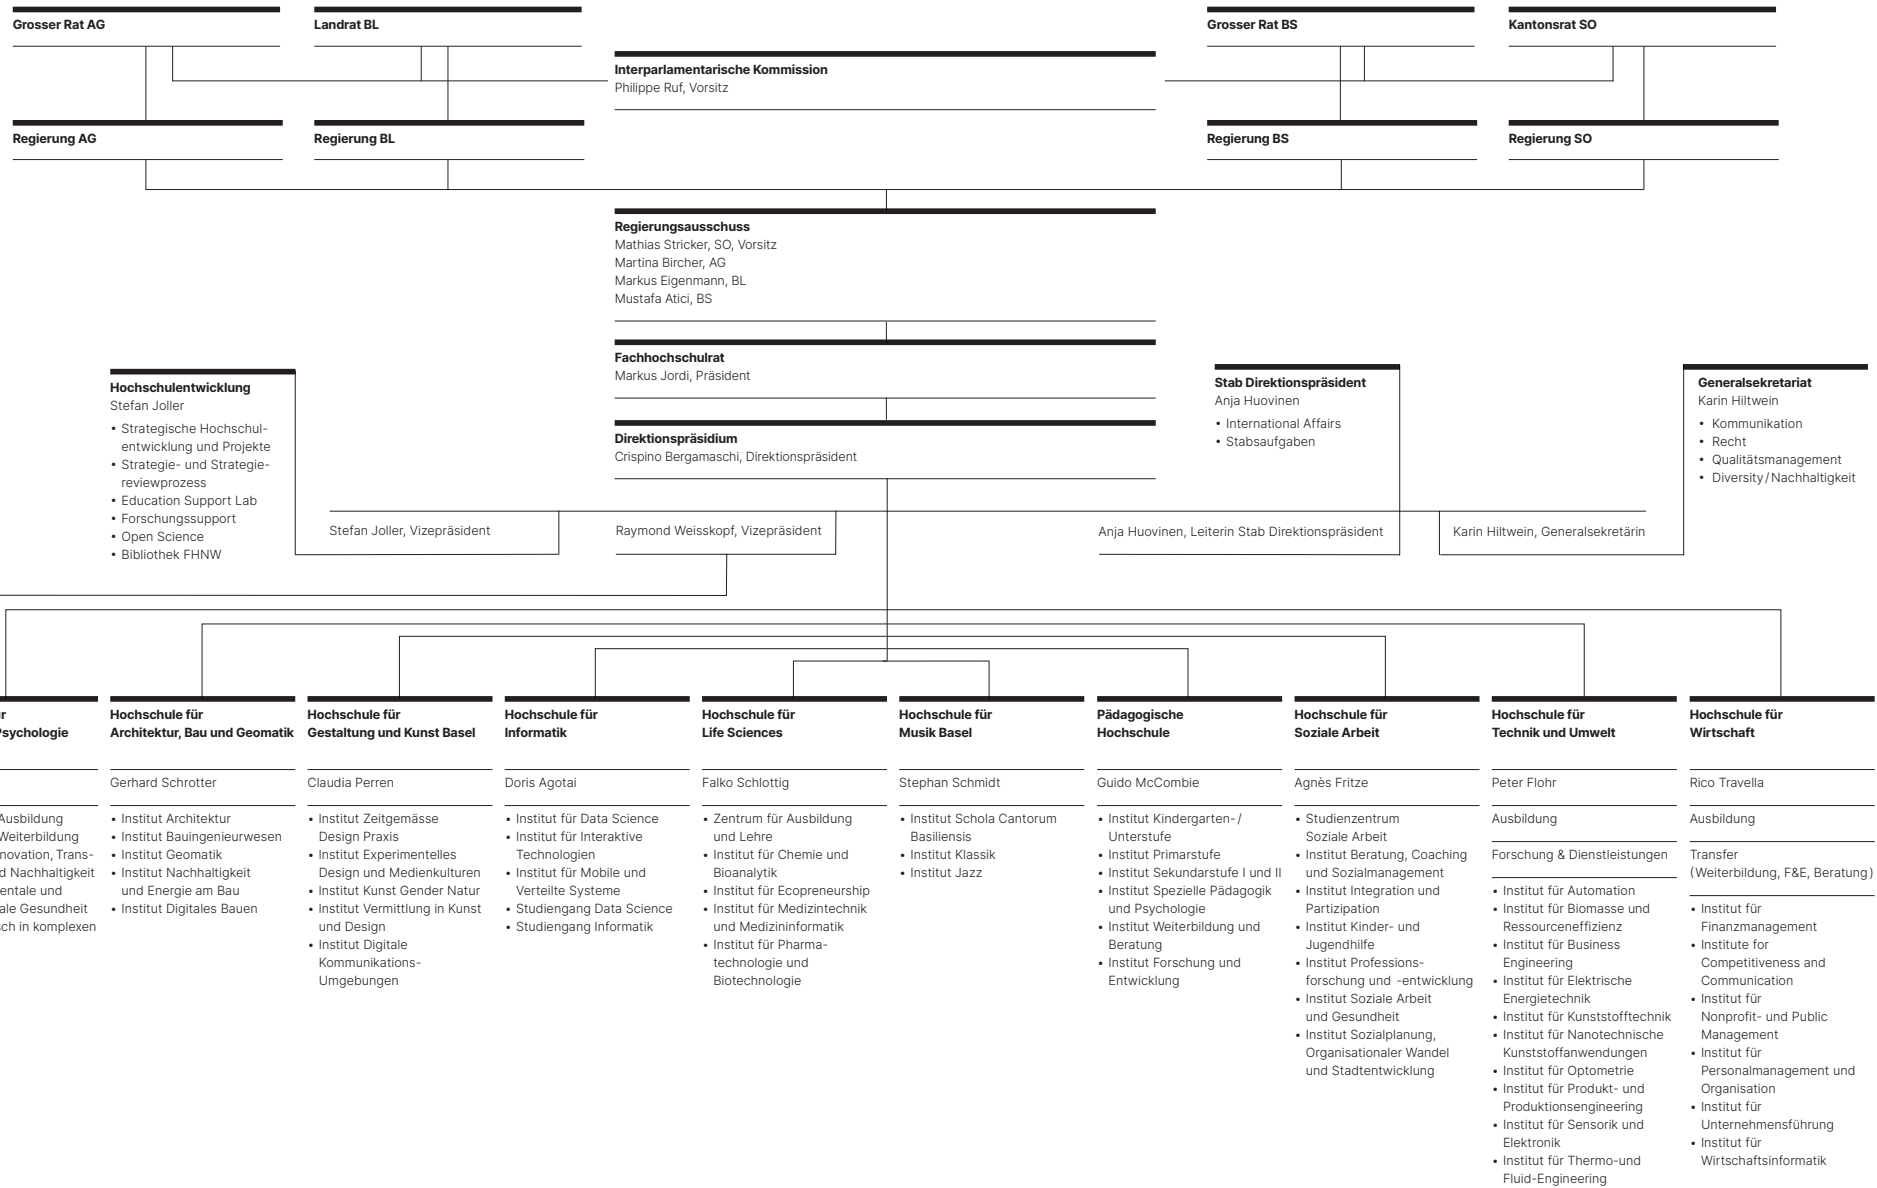 Grosser Rat AG
Landrat BL
Grosser Rat BS
Kantonsrat SO
Interparlamentarische Kommission
Philippe Ruf, Vorsitz
Regierung AG
Regierung BL
Regierung BS
Regierung SO
Regierungsausschuss
Mathias Stricker, SO, Vorsitz
Martina Bircher, AG
Markus Eigenmann, BL
Mustafa Atici, BS
Fachhochschulrat
Markus Jordi, Präsident
Direktionspräsidium
Crispino Bergamaschi, Direktionspräsident
Hochschulentwicklung
Stefan Joller
• Strategische Hochschul-
entwicklung und Projekte
• Strategie- und Strategie-
reviewprozess
• Education Support Lab
• Forschungssupport
• Open Science
• Bibliothek FHNW
Stab Direktionspräsident
Anja Huovinen
• International Affairs
• Stabsaufgaben
Generalsekretariat
Karin Hiltwein
• Kommunikation
• Recht
• Qualitätsmanagement
• Diversity/Nachhaltigkeit
Stefan Joller, Vizepräsident
Raymond Weisskopf, Vizepräsident
Anja Huovinen, Leiterin Stab Direktionspräsident
Karin Hiltwein, Generalsekretärin
Ausbildung
Weiterbildung
Nachhaltigkeit
und
Gesundheit
in komplexen
Hochschule für
Architektur, Bau und Geomatik
Gerhard Schrotter
• Institut Architektur
• Institut Bauingenieurwesen
• Institut Geomatik
• Institut Nachhaltigkeit
und Energie am Bau
• Institut Digitales Bauen
Hochschule für
Gestaltung und Kunst Basel
Claudia Perren
• Institut Zeitgemässe
Design Praxis
• Institut Experimentelles
Design und Medienkulturen
• Institut Kunst Gender Natur
• Institut Vermittlung in Kunst
und Design
• Institut Digitale
Kommunikations-
Umgebungen
Hochschule für
Informatik
Doris Agotai
• Institut für Data Science
• Institut für Interaktive
Technologien
• Institut für Mobile und
Verteilte Systeme
• Studiengang Data Science
• Studiengang Informatik
Hochschule für
Life Sciences
Falko Schlottig
• Zentrum für Ausbildung
und Lehre
• Institut für Chemie und
Bioanalytik
• Institut für Ecopreneurship
• Institut für Medizintechnik
und Medizininformatik
• Institut für Pharma-
technologie und
Biotechnologie
Hochschule für
Musik Basel
Stephan Schmidt
• Institut Schola Cantorum
Basiliensis
• Institut Klassik
• Institut Jazz
Pädagogische
Hochschule
Guido McCombie
• Institut Kindergarten-/
Unterstufe
• Institut Primarstufe
• Institut Sekundarstufe I und II
• Institut Spezielle Pädagogik
und Psychologie
• Institut Weiterbildung und
Beratung
• Institut Forschung und
Entwicklung
Hochschule für
Soziale Arbeit
Agnès Fritze
• Studienzentrum
Soziale Arbeit
• Institut Beratung, Coaching
und Sozialmanagement
• Institut Integration und
Partizipation
• Institut Kinder- und
Jugendhilfe
• Institut Professions-
forschung und -entwicklung
• Institut Soziale Arbeit
und Gesundheit
• Institut Sozialplanung,
Organisationaler Wandel
und Stadtentwicklung
Hochschule für
Technik und Umwelt
Peter Flohr
Ausbildung
Forschung & Dienstleistungen
• Institut für Automation
• Institut für Biomasse und
Ressourceneffizienz
• Institut für Business
Engineering
• Institut für Elektrische
Energietechnik
• Institut für Kunststofftechnik
• Institut für Nanotechnische
Kunststoffanwendungen
• Institut für Optometrie
• Institut für Produkt- und
Produktionsengineering
• Institut für Sensorik und
Elektronik
• Institut für Thermo-und
Fluid-Engineering
Hochschule für
Wirtschaft
Rico Travella
Ausbildung
Transfer
(Weiterbildung, F&E, Beratung)
• Institut für
Finanzmanagement
• Institute for
Competitiveness and
Communication
• Institut für
Nonprofit- und Public
Management
• Institut für
Personalmanagement und
Organisation
• Institut für
Unternehmensführung
• Institut für
Wirtschaftsinformatik